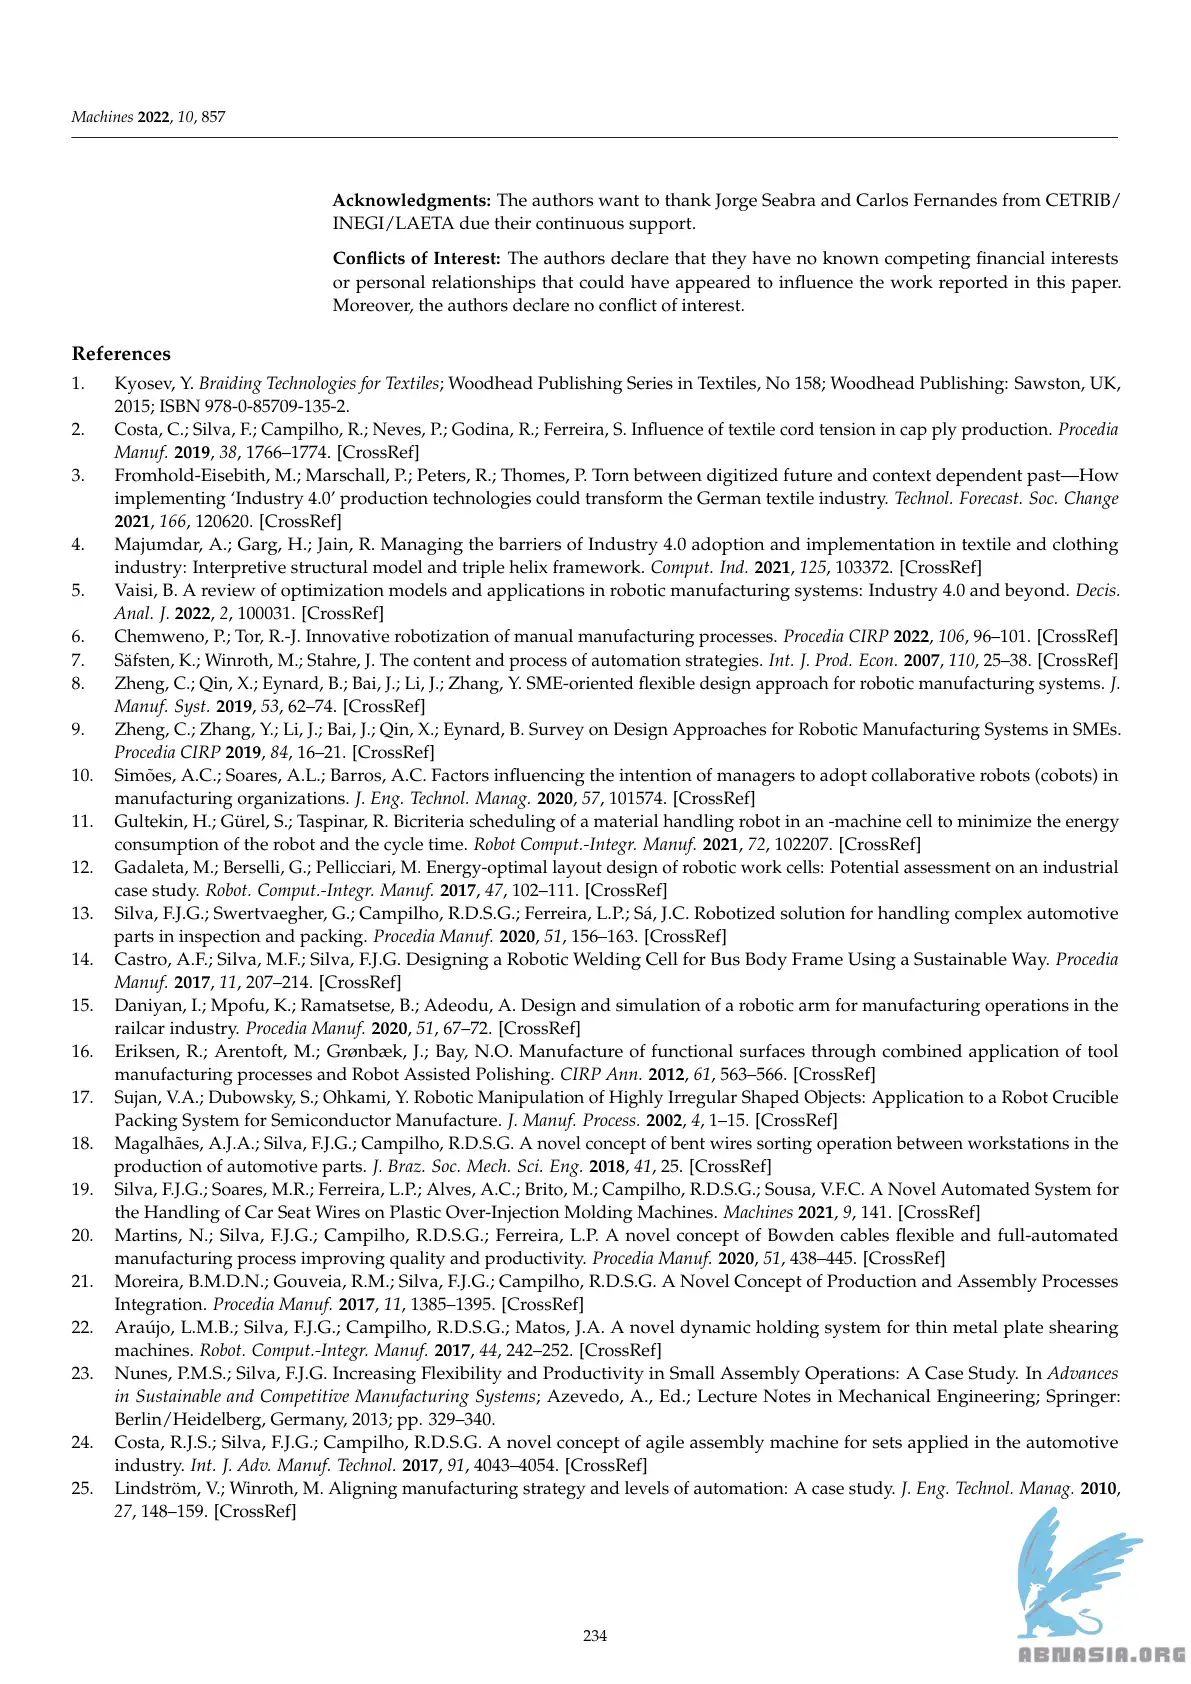 Machines 2022, 10, 857
Acknowledgments: The authors want to thank Jorge Seabra and Carlos Fernandes from CETRIB/
INEGI/LAETA due their continuous support.
Conflicts of Interest: The authors declare that they have no known competing financial interests
or personal relationships that could have appeared to influence the work reported in this paper.
Moreover, the authors declare no conflict of interest.
References
1. Kyosev, Y. Braiding Technologies for Textiles; Woodhead Publishing Series in Textiles, No 158; Woodhead Publishing: Sawston, UK,
2015; ISBN 978-0-85709-135-2.
2. Costa, C.; Silva, F.; Campilho, R.; Neves, P.; Godina, R.; Ferreira, S. Influence of textile cord tension in cap ply production. Procedia
Manuf. 2019, 38, 1766–1774. [CrossRef]
3. Fromhold-Eisebith, M.; Marschall, P.; Peters, R.; Thomes, P. Torn between digitized future and context dependent past—How
implementing ‘Industry 4.0’ production technologies could transform the German textile industry. Technol. Forecast. Soc. Change
2021, 166, 120620. [CrossRef]
4. Majumdar, A.; Garg, H.; Jain, R. Managing the barriers of Industry 4.0 adoption and implementation in textile and clothing
industry: Interpretive structural model and triple helix framework. Comput. Ind. 2021, 125, 103372. [CrossRef]
5. Vaisi, B. A review of optimization models and applications in robotic manufacturing systems: Industry 4.0 and beyond. Decis.
Anal. J. 2022, 2, 100031. [CrossRef]
6. Chemweno, P.; Tor, R.-J. Innovative robotization of manual manufacturing processes. Procedia CIRP 2022, 106, 96–101. [CrossRef]
7. Säfsten, K.; Winroth, M.; Stahre, J. The content and process of automation strategies. Int. J. Prod. Econ. 2007, 110, 25–38. [CrossRef]
8. Zheng, C.; Qin, X.; Eynard, B.; Bai, J.; Li, J.; Zhang, Y. SME-oriented flexible design approach for robotic manufacturing systems. J.
Manuf. Syst. 2019, 53, 62–74. [CrossRef]
9. Zheng, C.; Zhang, Y.; Li, J.; Bai, J.; Qin, X.; Eynard, B. Survey on Design Approaches for Robotic Manufacturing Systems in SMEs.
Procedia CIRP 2019, 84, 16–21. [CrossRef]
10. Simões, A.C.; Soares, A.L.; Barros, A.C. Factors influencing the intention of managers to adopt collaborative robots (cobots) in
manufacturing organizations. J. Eng. Technol. Manag. 2020, 57, 101574. [CrossRef]
11. Gultekin, H.; Gürel, S.; Taspinar, R. Bicriteria scheduling of a material handling robot in an -machine cell to minimize the energy
consumption of the robot and the cycle time. Robot Comput.-Integr. Manuf. 2021, 72, 102207. [CrossRef]
12. Gadaleta, M.; Berselli, G.; Pellicciari, M. Energy-optimal layout design of robotic work cells: Potential assessment on an industrial
case study. Robot. Comput.-Integr. Manuf. 2017, 47, 102–111. [CrossRef]
13. Silva, F.J.G.; Swertvaegher, G.; Campilho, R.D.S.G.; Ferreira, L.P.; Sá, J.C. Robotized solution for handling complex automotive
parts in inspection and packing. Procedia Manuf. 2020, 51, 156–163. [CrossRef]
14. Castro, A.F.; Silva, M.F.; Silva, F.J.G. Designing a Robotic Welding Cell for Bus Body Frame Using a Sustainable Way. Procedia
Manuf. 2017, 11, 207–214. [CrossRef]
15. Daniyan, I.; Mpofu, K.; Ramatsetse, B.; Adeodu, A. Design and simulation of a robotic arm for manufacturing operations in the
railcar industry. Procedia Manuf. 2020, 51, 67–72. [CrossRef]
16. Eriksen, R.; Arentoft, M.; Grønbæk, J.; Bay, N.O. Manufacture of functional surfaces through combined application of tool
manufacturing processes and Robot Assisted Polishing. CIRP Ann. 2012, 61, 563–566. [CrossRef]
17. Sujan, V.A.; Dubowsky, S.; Ohkami, Y. Robotic Manipulation of Highly Irregular Shaped Objects: Application to a Robot Crucible
Packing System for Semiconductor Manufacture. J. Manuf. Process. 2002, 4, 1–15. [CrossRef]
18. Magalhães, A.J.A.; Silva, F.J.G.; Campilho, R.D.S.G. A novel concept of bent wires sorting operation between workstations in the
production of automotive parts. J. Braz. Soc. Mech. Sci. Eng. 2018, 41, 25. [CrossRef]
19. Silva, F.J.G.; Soares, M.R.; Ferreira, L.P.; Alves, A.C.; Brito, M.; Campilho, R.D.S.G.; Sousa, V.F.C. A Novel Automated System for
the Handling of Car Seat Wires on Plastic Over-Injection Molding Machines. Machines 2021, 9, 141. [CrossRef]
20. Martins, N.; Silva, F.J.G.; Campilho, R.D.S.G.; Ferreira, L.P. A novel concept of Bowden cables flexible and full-automated
manufacturing process improving quality and productivity. Procedia Manuf. 2020, 51, 438–445. [CrossRef]
21. Moreira, B.M.D.N.; Gouveia, R.M.; Silva, F.J.G.; Campilho, R.D.S.G. A Novel Concept of Production and Assembly Processes
Integration. Procedia Manuf. 2017, 11, 1385–1395. [CrossRef]
22. Araújo, L.M.B.; Silva, F.J.G.; Campilho, R.D.S.G.; Matos, J.A. A novel dynamic holding system for thin metal plate shearing
machines. Robot. Comput.-Integr. Manuf. 2017, 44, 242–252. [CrossRef]
23. Nunes, P.M.S.; Silva, F.J.G. Increasing Flexibility and Productivity in Small Assembly Operations: A Case Study. In Advances
in Sustainable and Competitive Manufacturing Systems; Azevedo, A., Ed.; Lecture Notes in Mechanical Engineering; Springer:
Berlin/Heidelberg, Germany, 2013; pp. 329–340.
24. Costa, R.J.S.; Silva, F.J.G.; Campilho, R.D.S.G. A novel concept of agile assembly machine for sets applied in the automotive
industry. Int. J. Adv. Manuf. Technol. 2017, 91, 4043–4054. [CrossRef]
25. Lindström, V.; Winroth, M. Aligning manufacturing strategy and levels of automation: A case study. J. Eng. Technol. Manag. 2010,
27, 148–159. [CrossRef]
234
ABNASIA.ORG